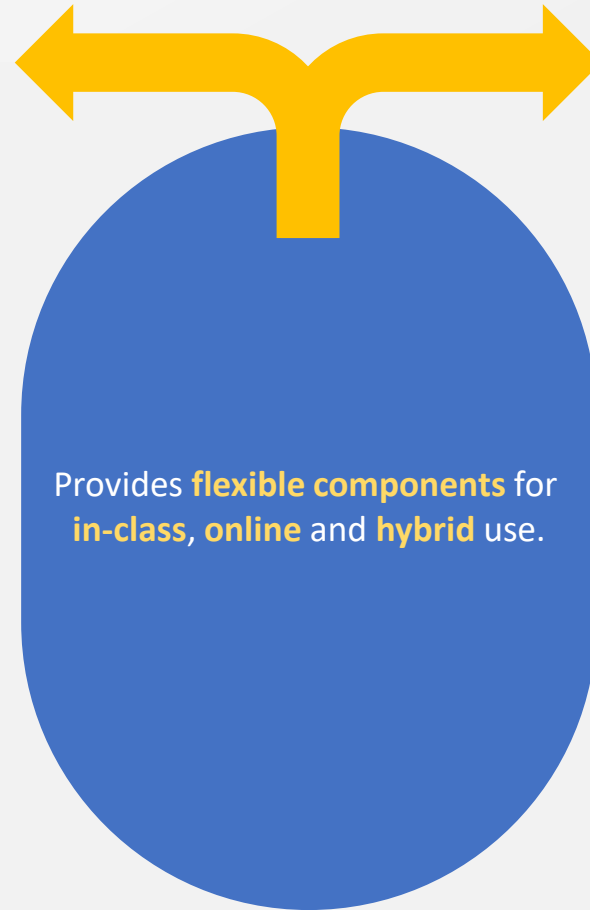 Provides flexible components for
in-class, online and hybrid use.